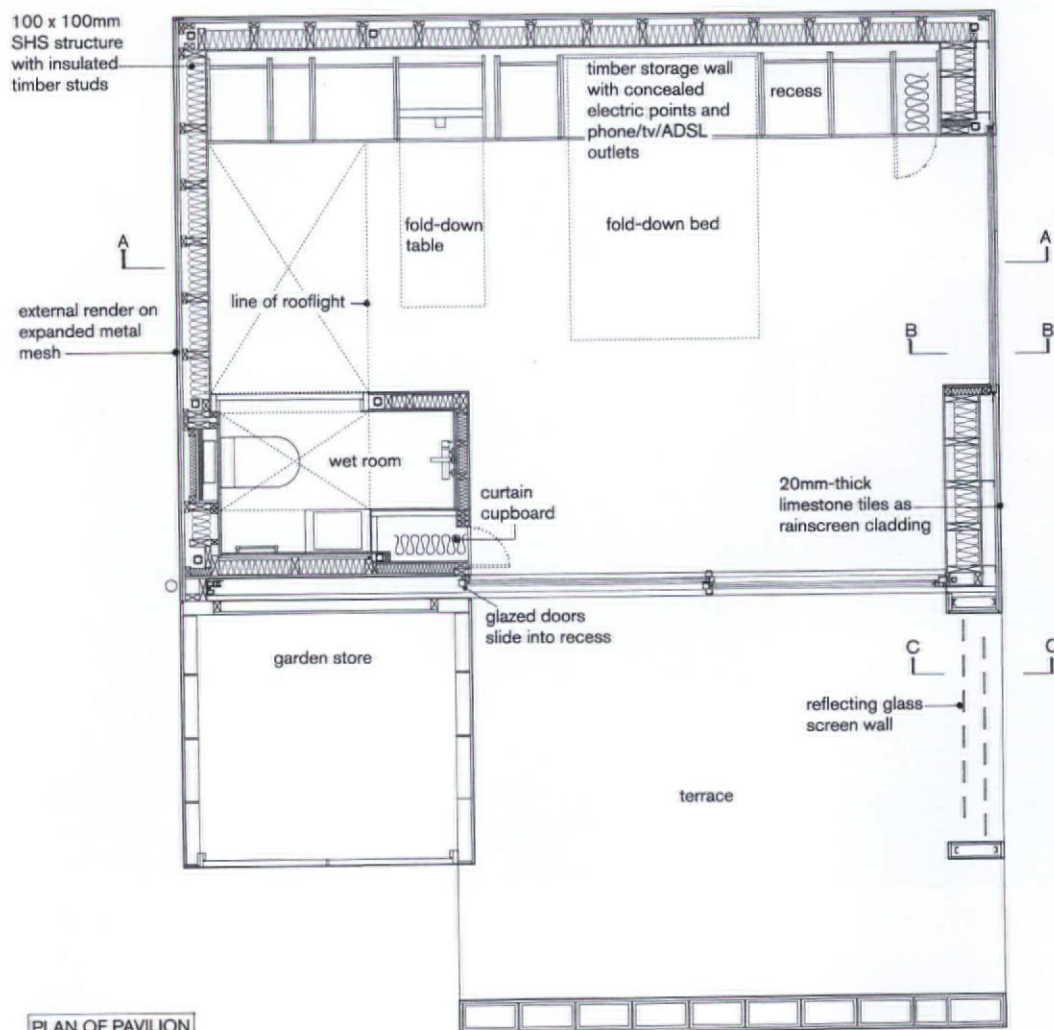 100 x 100mm
SHS structure
with insulated
timber studs
timber storage wall
with concealed
electric points and
phone/tv/ADSL
outlets
recess
fold-down
table
fold-down bed
A
A
line of rooflight
external render on
expanded metal
mesh
B
B
wet room
curtain
cupboard
20mm-thick
limestone tiles as
rainscreen cladding
glazed doors
slide into recess
garden store
C
C
reflecting glass
screen wall
terrace
PLAN OF PAVILION